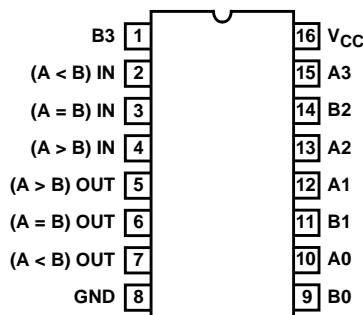 B3 1 16 VCC
(A < B) IN 2 15 A3
(A = B) IN 3 14 B2
(A > B) IN 4 13 A2
(A > B) OUT 5 12 A1
(A = B) OUT 6 11 B1
(A < B) OUT 7 10 A0
GND 8 9 B0